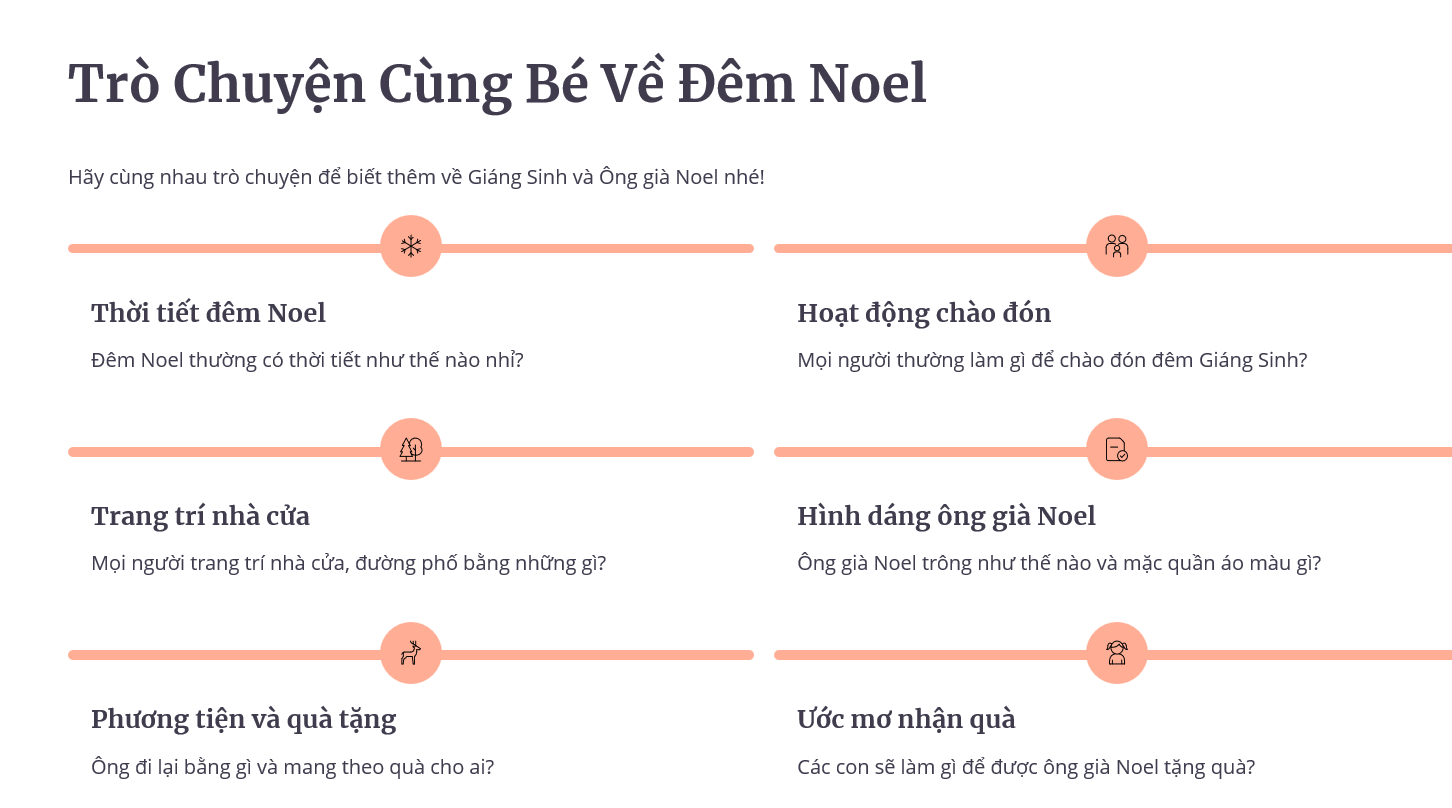 Trò Chuyện Cùng Bé Về Đêm Noel
Hãy cùng nhau trò chuyện để biết thêm về Giáng Sinh và Ông già Noel nhé!
Thời tiết đêm Noel
Đêm Noel thường có thời tiết như thế nào nhỉ?
Hoạt động chào đón
Mọi người thường làm gì để chào đón đêm Giáng Sinh?
Trang trí nhà cửa
Mọi người trang trí nhà cửa, đường phố bằng những gì?
Hình dáng ông già Noel
Ông già Noel trông như thế nào và mặc quần áo màu gì?
Phương tiện và quà tặng
Ông đi lại bằng gì và mang theo quà cho ai?
Ước mơ nhận quà
Các con sẽ làm gì để được ông già Noel tặng quà?